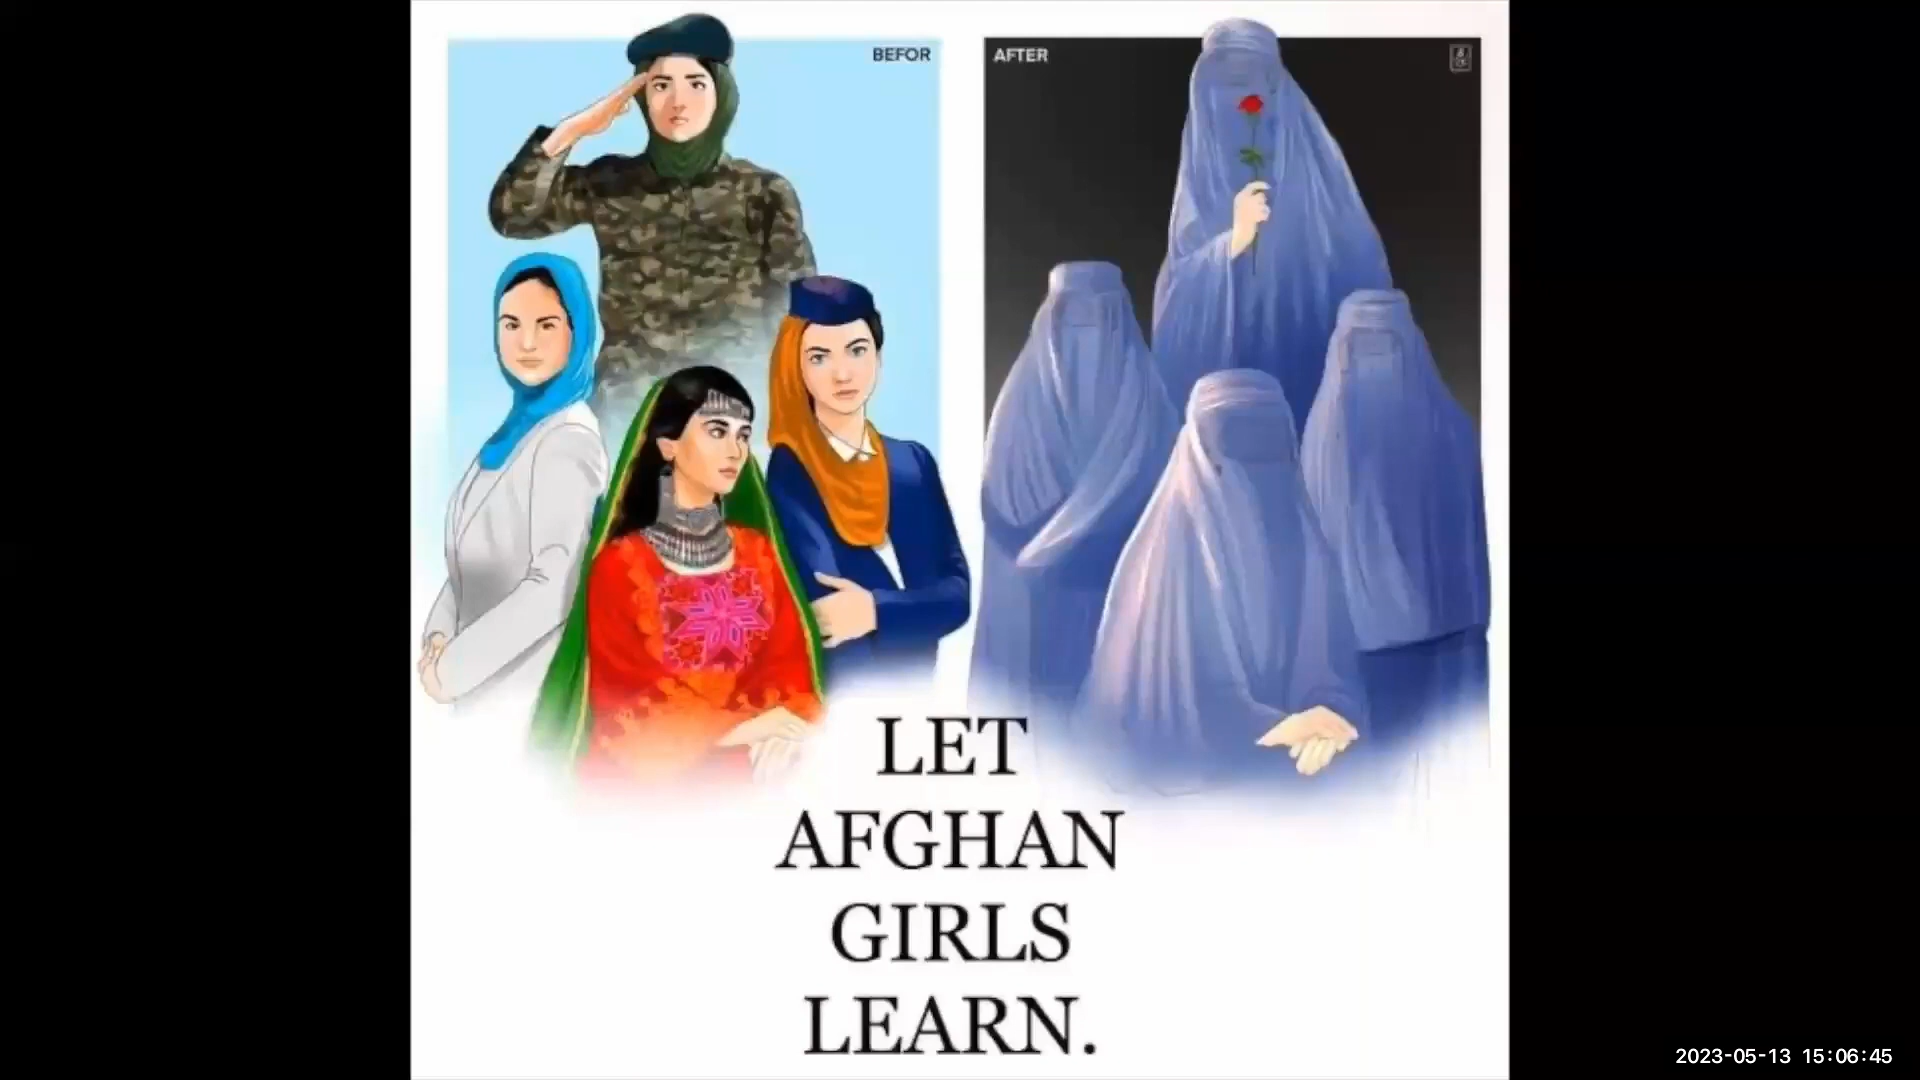 BEFOR
AFTER
LET
AFGHAN
GIRLS
LEARN.
2023-05-13 15:06:45